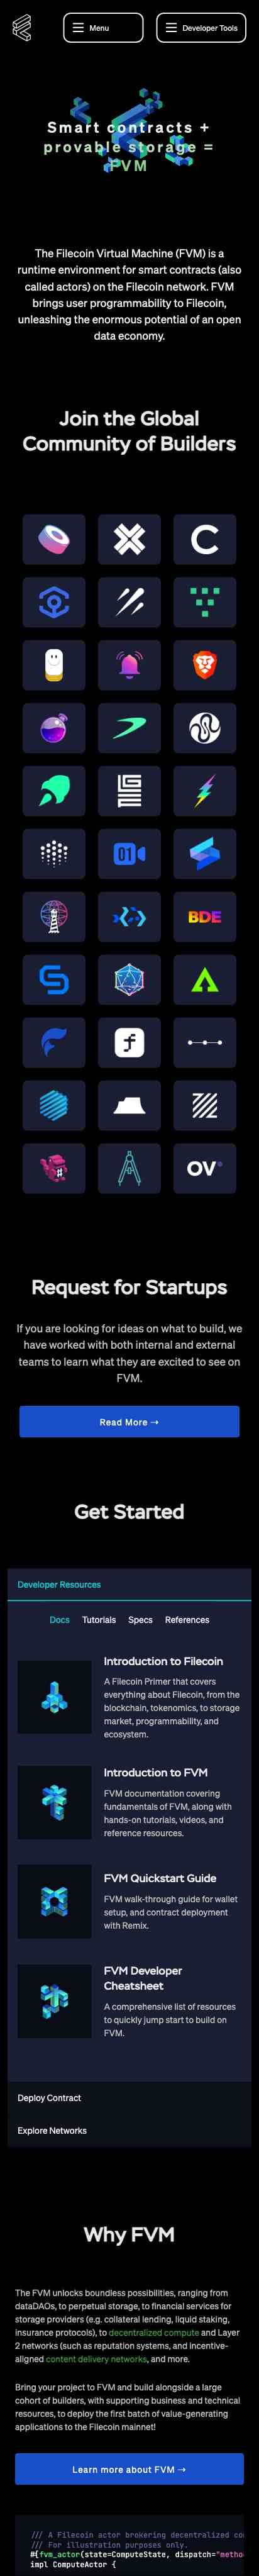 Menu
Developer Tools
Smart contracts +
provable storage =
FVM
The Filecoin Virtual Machine (FVM) is a
runtime environment for smart contracts (also
called actors) on the Filecoin network. FVM
brings user programmability to Filecoin,
unleashing the enormous potential of an open
data economy.
Join the Global
Community of Builders
C
01
BDE
f
#
OV
Request for Startups
If you are looking for ideas on what to build, we
have worked with both internal and external
teams to learn what they are excited to see on
FVM.
Read More →
Get Started
Developer Resources
Docs Tutorials Specs References
Introduction to Filecoin
A Filecoin Primer that covers
everything about Filecoin, from the
blockchain, tokenomics, to storage
market, programmability, and
ecosystem.
Introduction to FVM
FVM documentation covering
fundamentals of FVM, along with
hands-on tutorials, videos, and
reference resources.
FVM Quickstart Guide
FVM walk-through guide for wallet
setup, and contract deployment
with Remix.
FVM Developer
Cheatsheet
A comprehensive list of resources
to quickly jump start to build on
FVM.
Deploy Contract
Explore Networks
Why FVM
The FVM unlocks boundless possibilities, ranging from
dataDAOs, to perpetual storage, to financial services for
storage providers (e.g. collateral lending, liquid staking,
insurance protocols), to decentralized compute and Layer
2 networks (such as reputation systems, and incentive-
aligned content delivery networks, and more.
Bring your project to FVM and build alongside a large
cohort of builders, with supporting business and technical
resources, to deploy the first batch of value-generating
applications to the Filecoin mainnet!
Learn more about FVM →
/// A Filecoin actor brokering decentralized co
/// For illustration purposes only.
#[fvm_actor(state=ComputeState, dispatch="metho
impl ComputeActor {